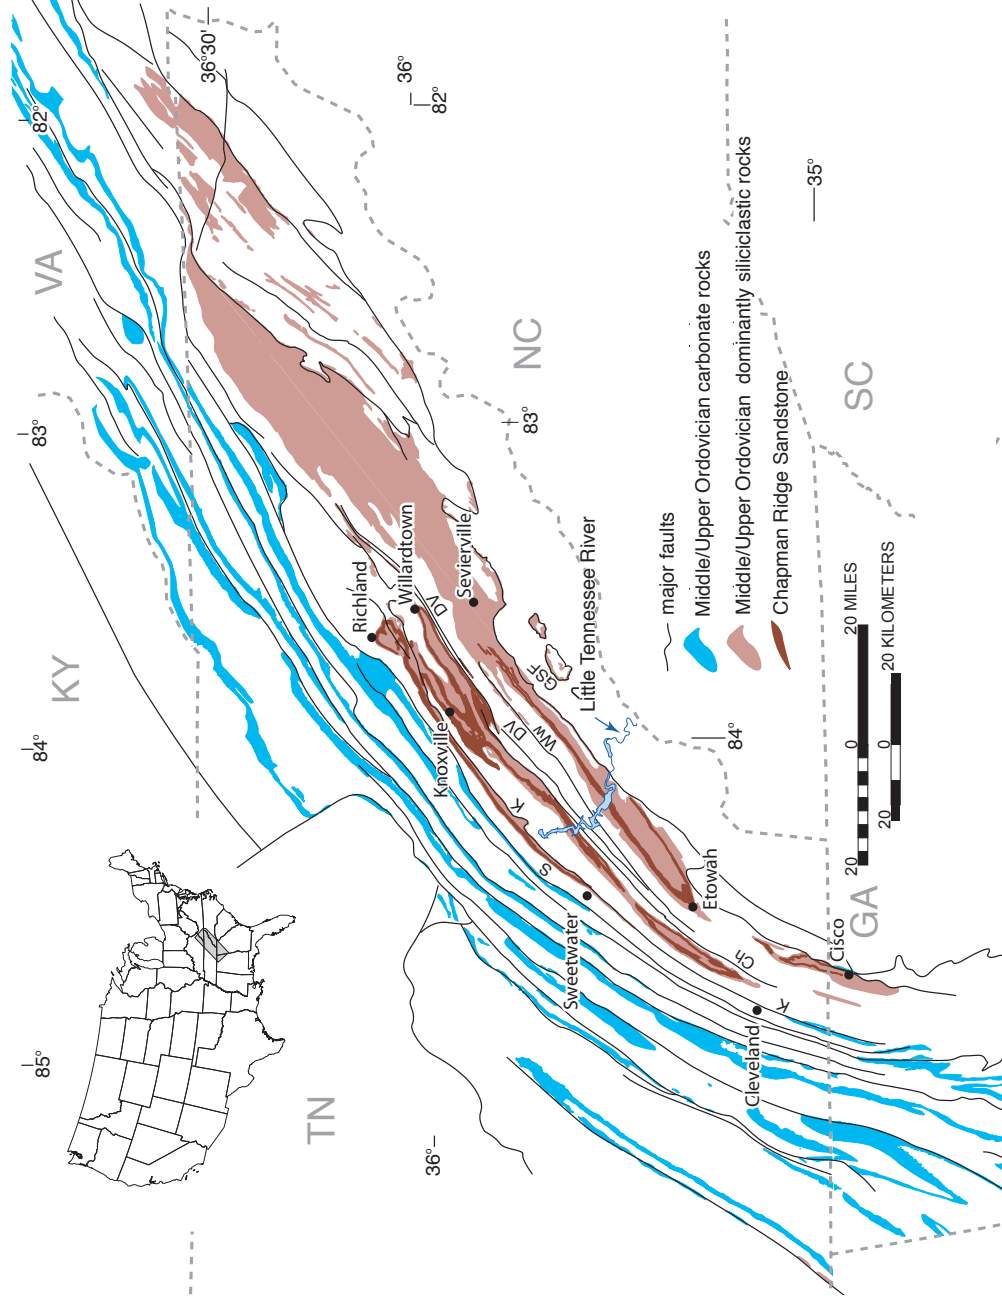 VA
KY
TN
NC
SC
GA
82°
83°
84°
85°
36°30'
36°
82°
83°
84°
35°
36°
Richland
Willardtown
DV
Sevierville
Knoxville
GSF
DV
WW
Little Tennessee River
K
S
Sweetwater
Etowah
Ch
Cisco
K
Cleveland
major faults
Middle/Upper Ordovician carbonate rocks
Middle/Upper Ordovician dominantly siliciclastic rocks
Chapman Ridge Sandstone
20 0 20 MILES
20 0 20 KILOMETERS